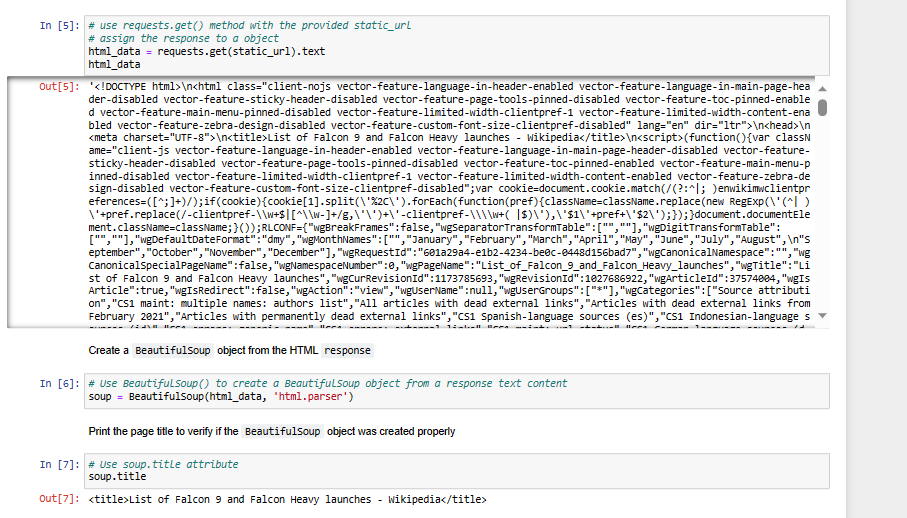 In [5]: # use requests.get() method with the provided static_url
# assign the response to a object
html_data = requests.get(static_url).text
html_data
Out[5]: '<!DOCTYPE html>\n<html class="client-nojs vector-feature-language-in-header-enabled vector-feature-language-in-main-page-hea
der-disabled vector-feature-sticky-header-disabled vector-feature-page-tools-pinned-disabled vector-feature-toc-pinned-enable
d vector-feature-main-menu-pinned-disabled vector-feature-limited-width-clientpref-1 vector-feature-limited-width-content-ena
bled vector-feature-zebra-design-disabled vector-feature-custom-font-size-clientpref-disabled" lang="en" dir="ltr">\n<head>\n
<meta charset="UTF-8">\n<title>List of Falcon 9 and Falcon Heavy launches - Wikipedia</title>\n<script>(function(){var classN
ame="client-js vector-feature-language-in-header-enabled vector-feature-language-in-main-page-header-disabled vector-feature-
sticky-header-disabled vector-feature-page-tools-pinned-disabled vector-feature-toc-pinned-enabled vector-feature-main-menu-p
inned-disabled vector-feature-limited-width-clientpref-1 vector-feature-limited-width-content-enabled vector-feature-zebra-de
sign-disabled vector-feature-custom-font-size-clientpref-disabled";var cookie=document.cookie.match(/(?:^|; )enwikimwclientpr
eferences=([^;]+)/);if(cookie){cookie[1].split(\'%2C\').forEach(function(pref){className=className.replace(new RegExp(\'(^| )
\'+pref.replace(/-clientpref-\\w+$|[^\\w-]+/g,\'\')+\'-clientpref-\\\\w+( |$)\'),\'$1\'+pref+\'$2\');});}document.documentEle
ment.className=className;}());RLCONF={"wgBreakFrames":false,"wgSeparatorTransformTable":["",""],"wgDigitTransformTable":
["",""],"wgDefaultDateFormat":"dmy","wgMonthNames":["","January","February","March","April","May","June","July","August",\n"S
eptember","October","November","December"],"wgRequestId":"601a29a4-e1b2-4234-be0c-0448d156bad7","wgCanonicalNamespace":"","wg
CanonicalSpecialPageName":false,"wgNamespaceNumber":0,"wgPageName":"List_of_Falcon_9_and_Falcon_Heavy_launches","wgTitle":"Li
st of Falcon 9 and Falcon Heavy launches","wgCurRevisionId":1173785693,"wgRevisionId":1027686922,"wgArticleId":37574004,"wgIs
Article":true,"wgIsRedirect":false,"wgAction":"view","wgUserName":null,"wgUserGroups":["*"],"wgCategories":["Source attributi
on","CS1 maint: multiple names: authors list","All articles with dead external links","Articles with dead external links from
February 2021","Articles with permanently dead external links","CS1 Spanish-language sources (es)","CS1 Indonesian-language s
Create a BeautifulSoup object from the HTML response
In [6]: # Use BeautifulSoup() to create a BeautifulSoup object from a response text content
soup = BeautifulSoup(html_data, 'html.parser')
Print the page title to verify if the BeautifulSoup object was created properly
In [7]: # Use soup.title attribute
soup.title
Out[7]: <title>List of Falcon 9 and Falcon Heavy launches - Wikipedia</title>